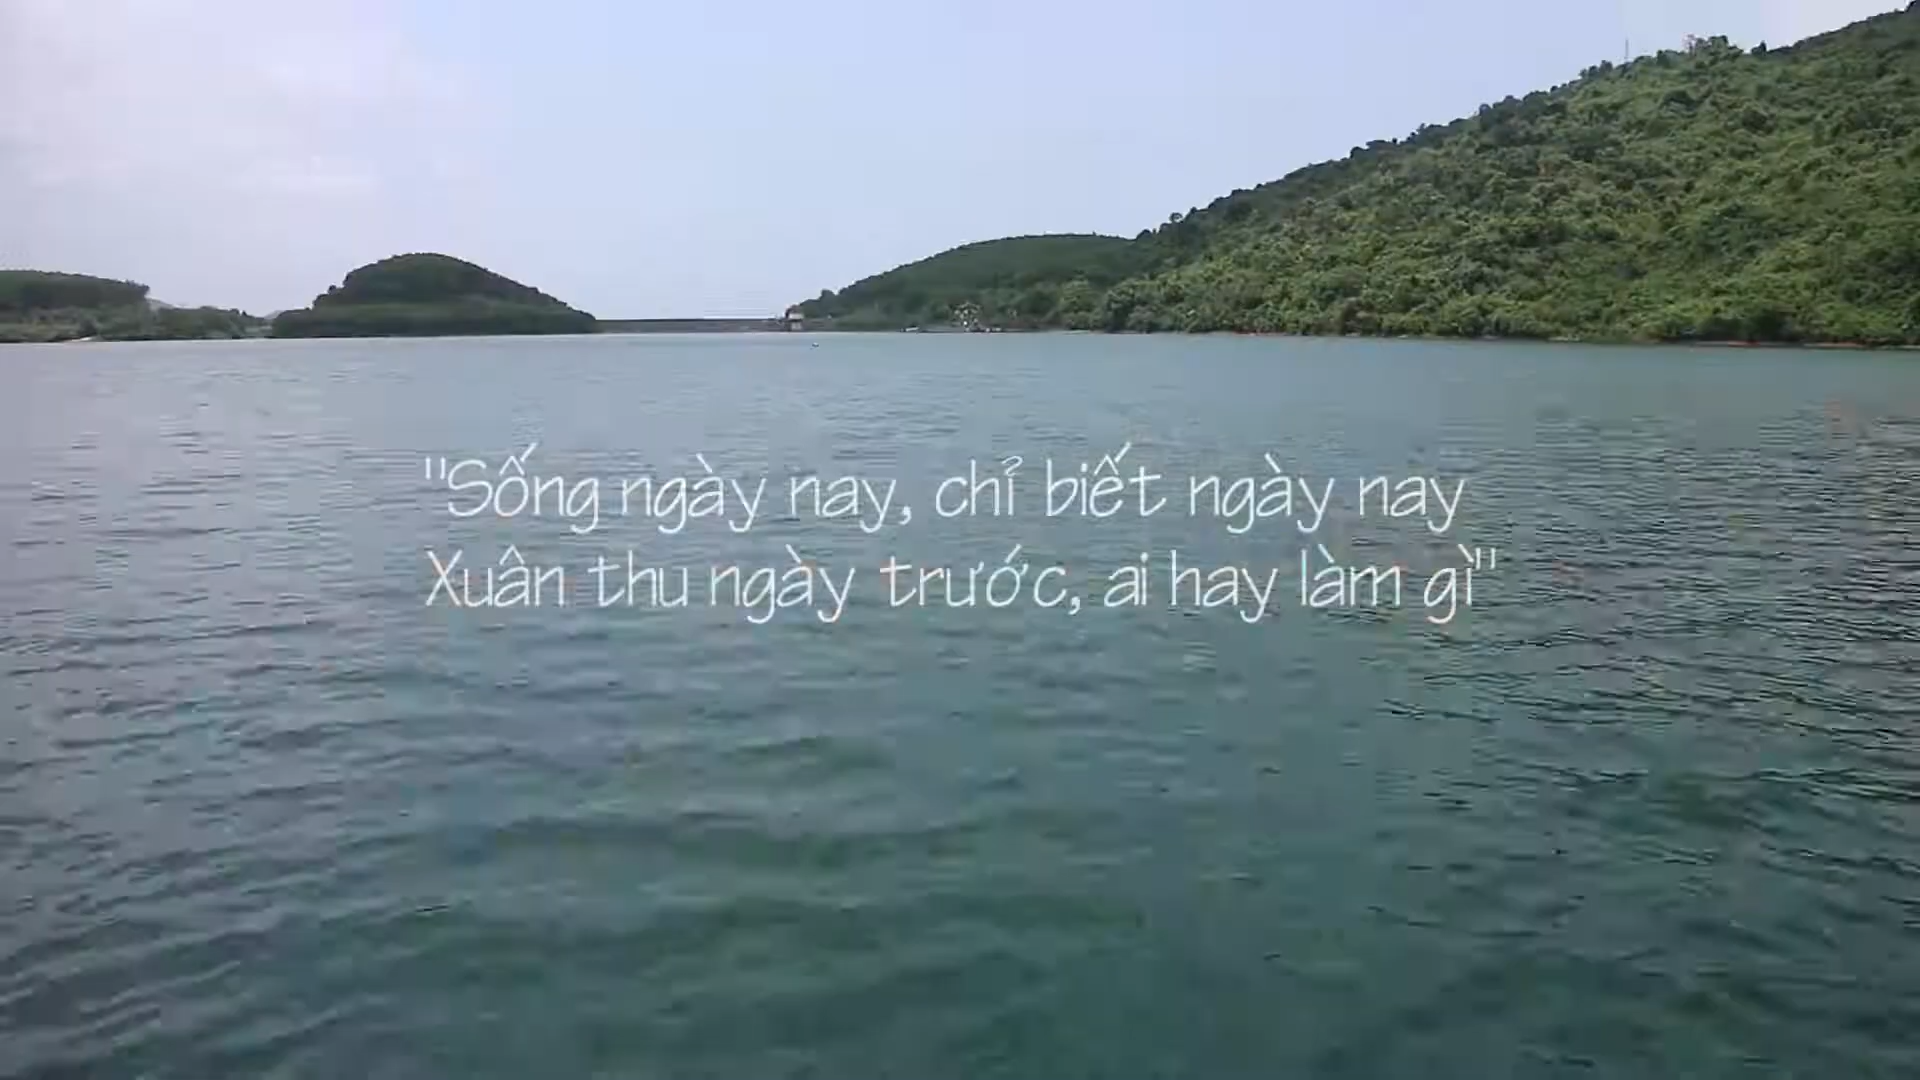 "Sống ngày nay, chỉ biết ngày nay
Xuân thu ngày trước, ai hay làm gì"